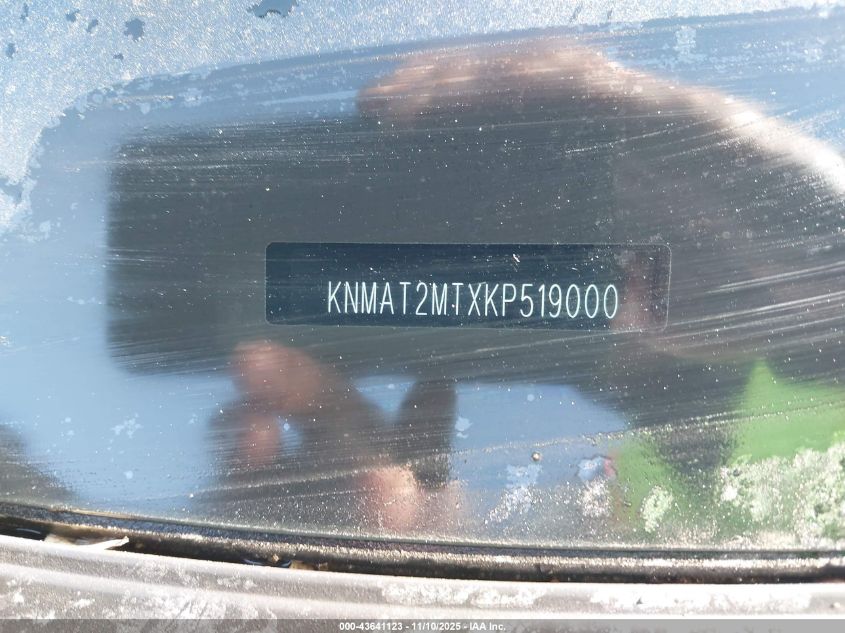 KNMAT2MTXKP519000
000-43641123 - 11/10/2025 - IAA Inc.